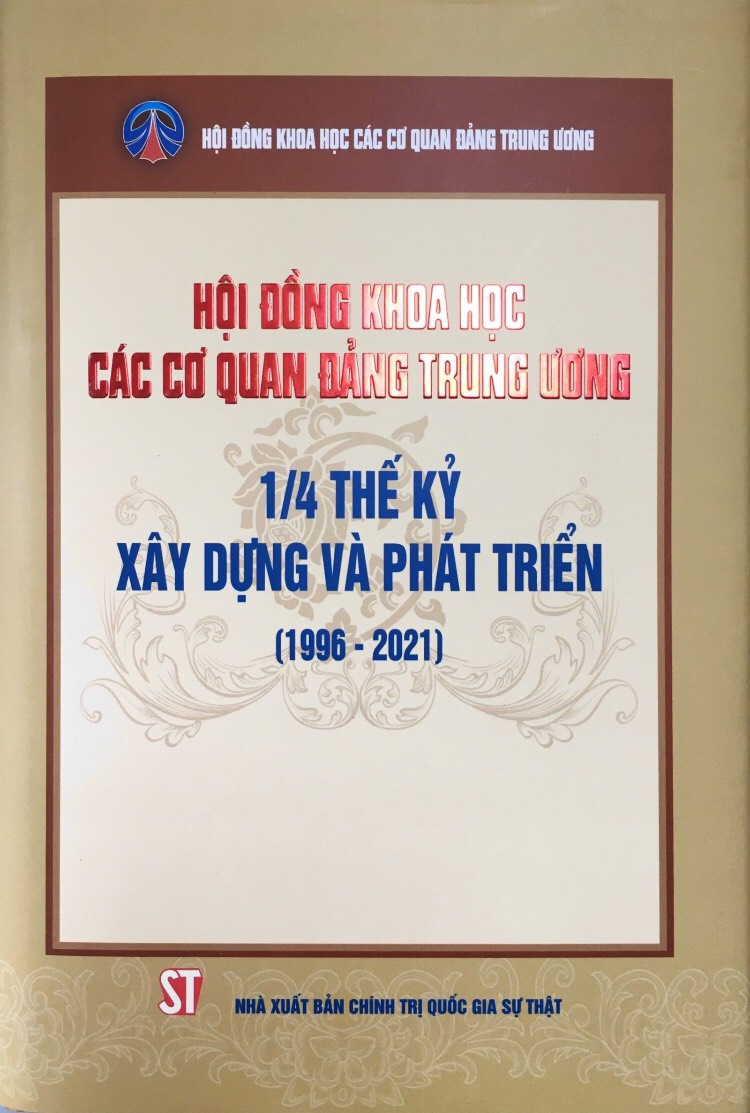 HỘI ĐỒNG KHOA HỌC CÁC CƠ QUAN ĐẢNG TRUNG ƯƠNG
HỘI ĐỒNG KHOA HỌC
CÁC CƠ QUAN ĐẢNG TRUNG ƯƠNG
1/4 THẾ KỶ
XÂY DỰNG VÀ PHÁT TRIỂN
(1996 - 2021)
ST
NHÀ XUẤT BẢN CHÍNH TRỊ QUỐC GIA SỰ THẬT